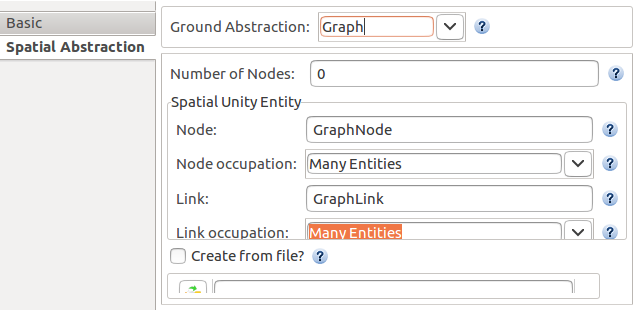 Basic
Spatial Abstraction
Ground Abstraction: Graph ?
Number of Nodes: 0 ?
Spatial Unity Entity
Node: GraphNode ?
Node occupation: Many Entities ?
Link: GraphLink ?
Link occupation: Many Entities ?
Create from file? ?